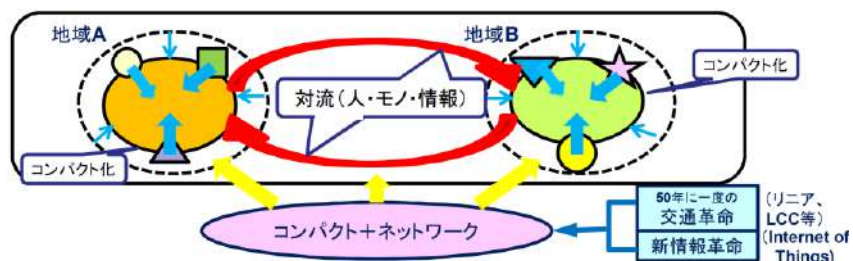 地域A
地域B
コンパクト化
対流（人・モノ・情報）
コンパクト化
コンパクト＋ネットワーク
50年に一度の
交通革命
新情報革命
(リニア、
LCC等)
(Internet of
Things)